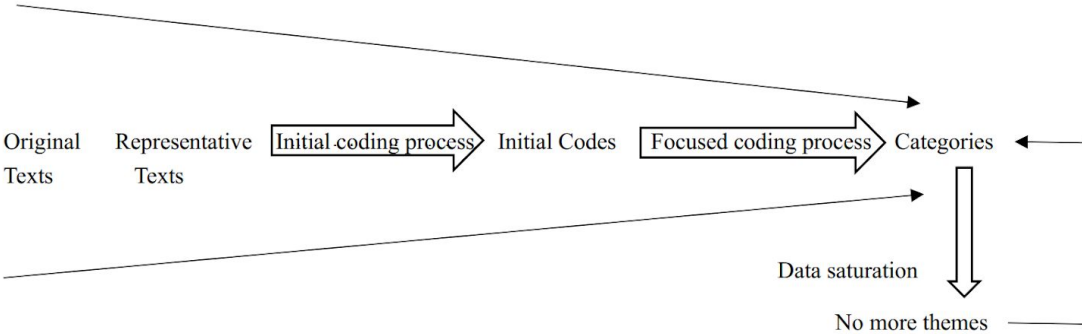 Original Texts
Representative Texts
Initial coding process
Initial Codes
Focused coding process
Categories
Data saturation
No more themes